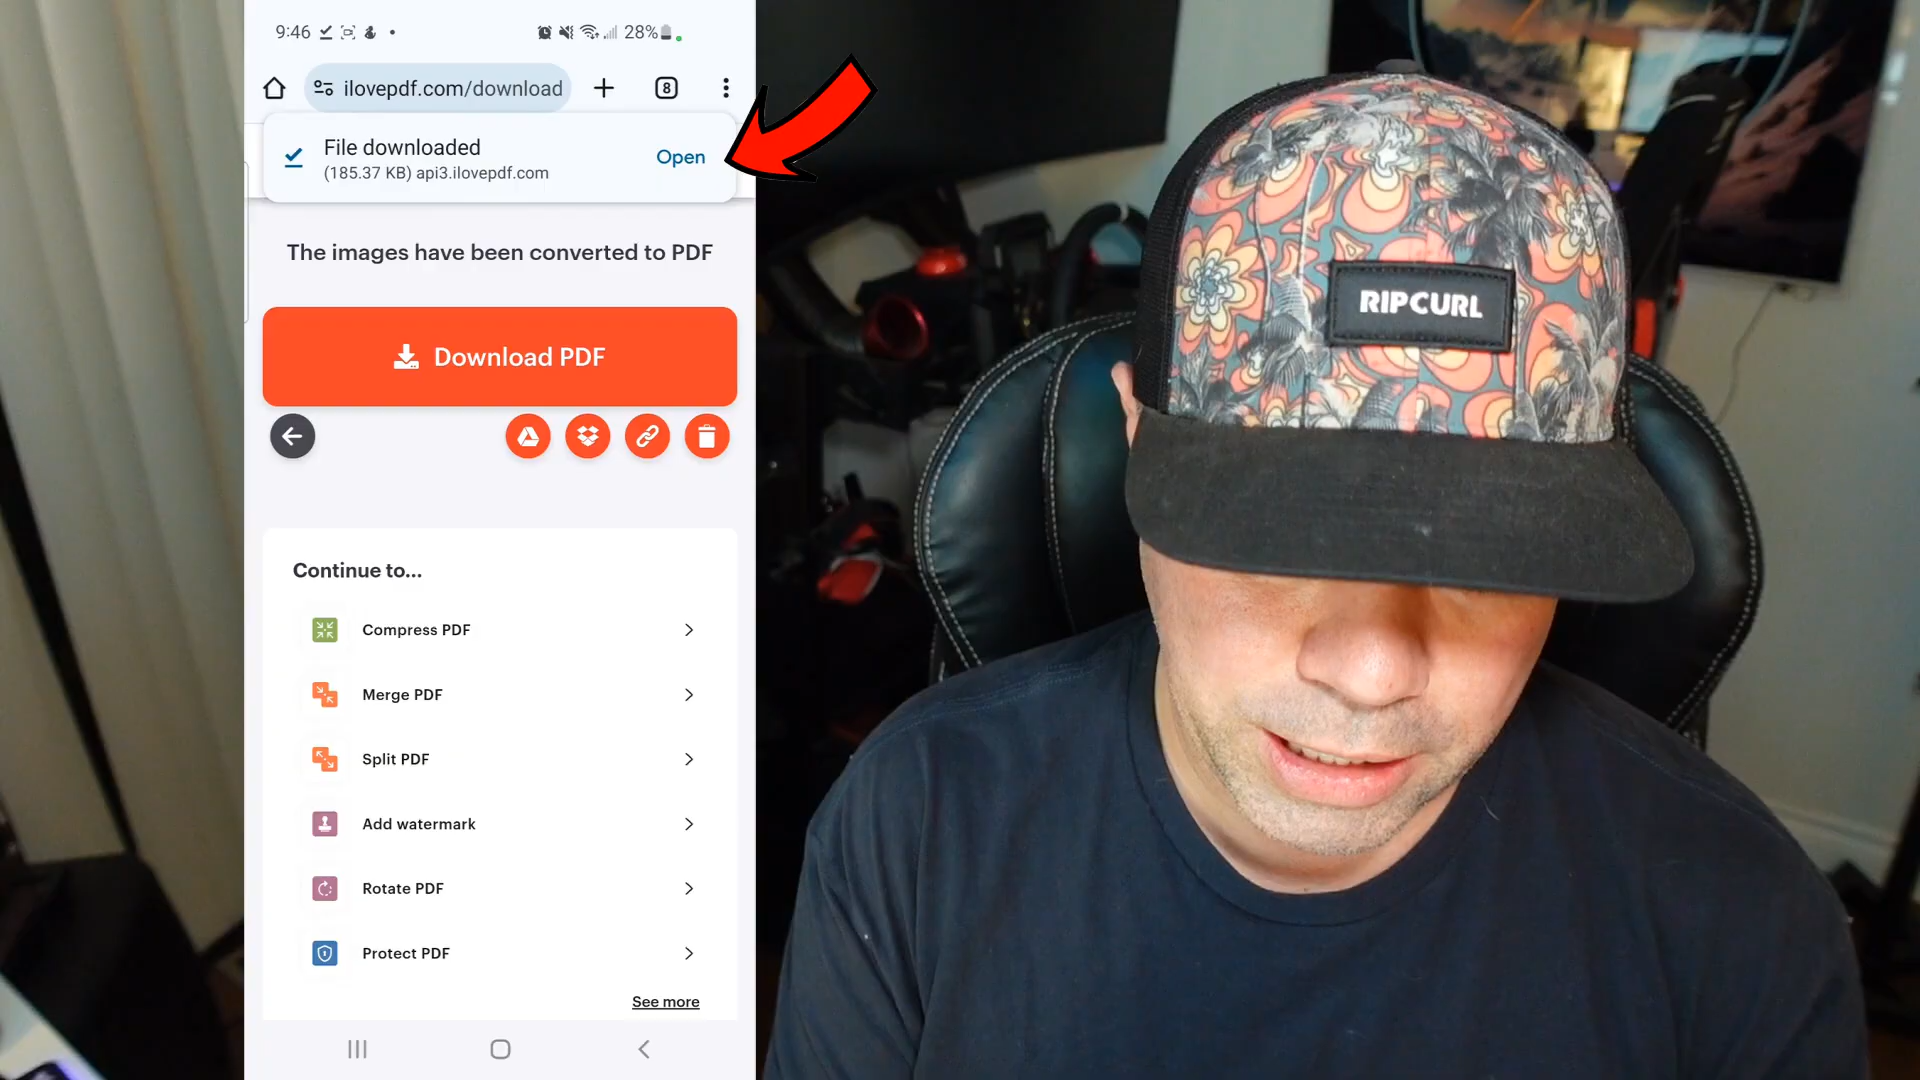 9:46
28%
ilovepdf.com/download
8
File downloaded
(185.37 KB) api3.ilovepdf.com
Open
The images have been converted to PDF
Download PDF
Continue to...
Compress PDF
Merge PDF
Split PDF
Add watermark
Rotate PDF
Protect PDF
See more
RIP CURL